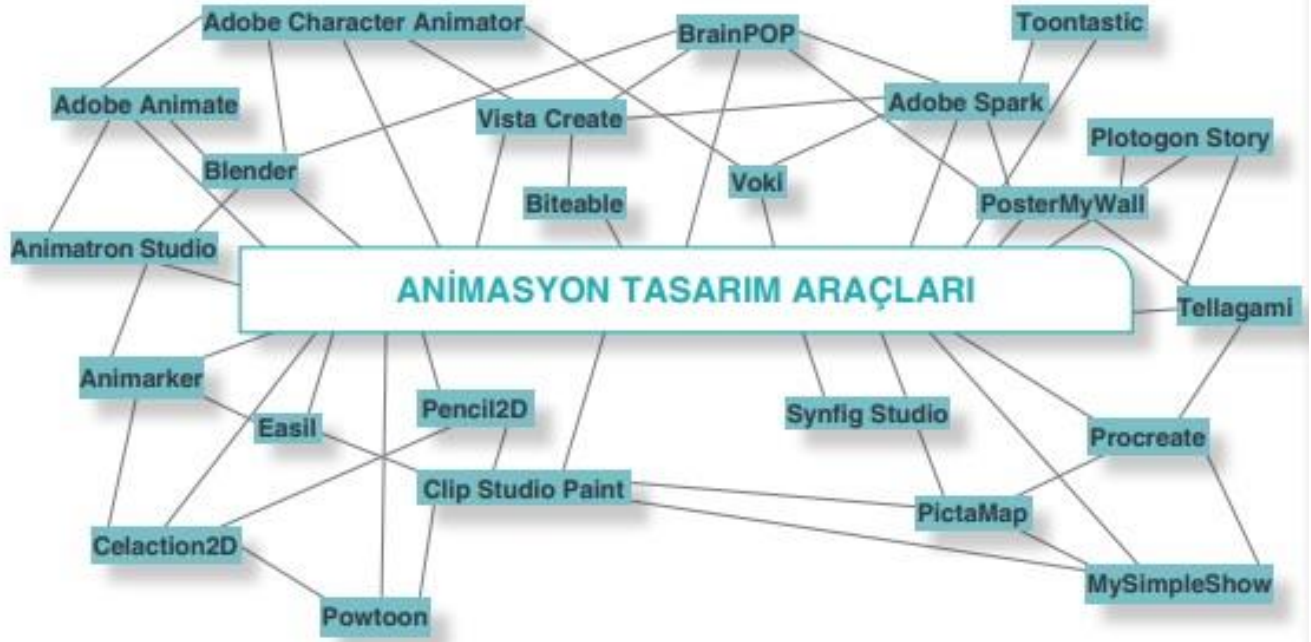 Adobe Character Animator
BrainPOP
Toontastic
Adobe Animate
Vista Create
Adobe Spark
Plotogon Story
Blender
Biteable
Voki
PosterMyWall
Animatron Studio
ANİMASYON TASARIM ARAÇLARI
Tellagami
Animarker
Easil
Pencil2D
Synfig Studio
Procreate
Clip Studio Paint
PictaMap
Celaction2D
MySimpleShow
Powtoon